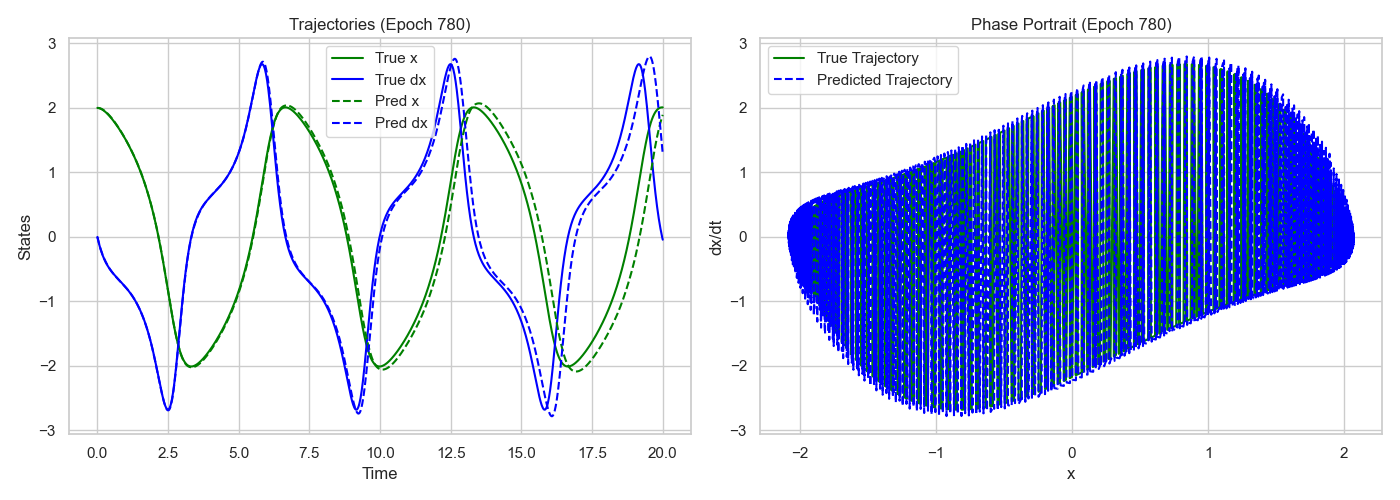 Trajectories (Epoch 780)
States
3
2
1
0
−1
−2
−3
True x
True dx
Pred x
Pred dx
0.0 2.5 5.0 7.5 10.0 12.5 15.0 17.5 20.0
Time
Phase Portrait (Epoch 780)
dx/dt
3
2
1
0
−1
−2
−3
True Trajectory
Predicted Trajectory
−2 −1 0 1 2
x